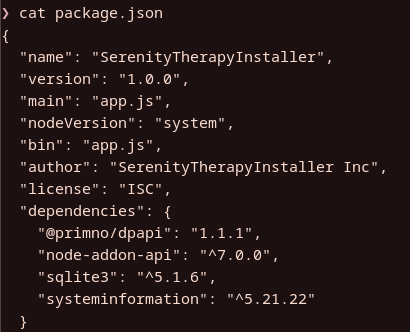 ❯ cat package.json
{
  "name": "SerenityTherapyInstaller",
  "version": "1.0.0",
  "main": "app.js",
  "nodeVersion": "system",
  "bin": "app.js",
  "author": "SerenityTherapyInstaller Inc",
  "license": "ISC",
  "dependencies": {
    "@primno/dpapi": "1.1.1",
    "node-addon-api": "^7.0.0",
    "sqlite3": "^5.1.6",
    "systeminformation": "^5.21.22"
  }